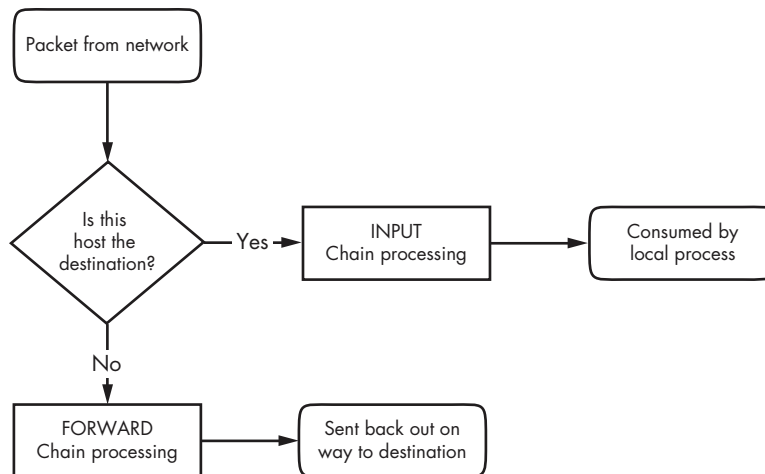 Packet from network
Is this
host the
destination?
Yes
INPUT
Chain processing
Consumed by
local process
No
FORWARD
Chain processing
Sent back out on
way to destination